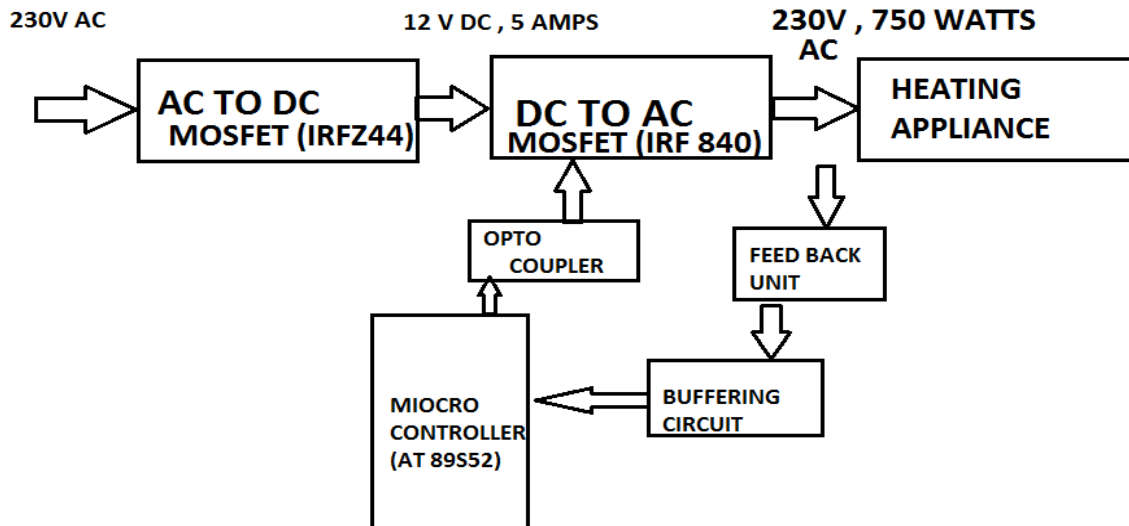 230V AC
12 V DC , 5 AMPS
230V , 750 WATTS
AC
AC TO DC
MOSFET (IRFZ44)
DC TO AC
MOSFET (IRF 840)
HEATING
APPLIANCE
OPTO
COUPLER
FEED BACK
UNIT
MIOCRO
CONTROLLER
(AT 89S52)
BUFFERING
CIRCUIT